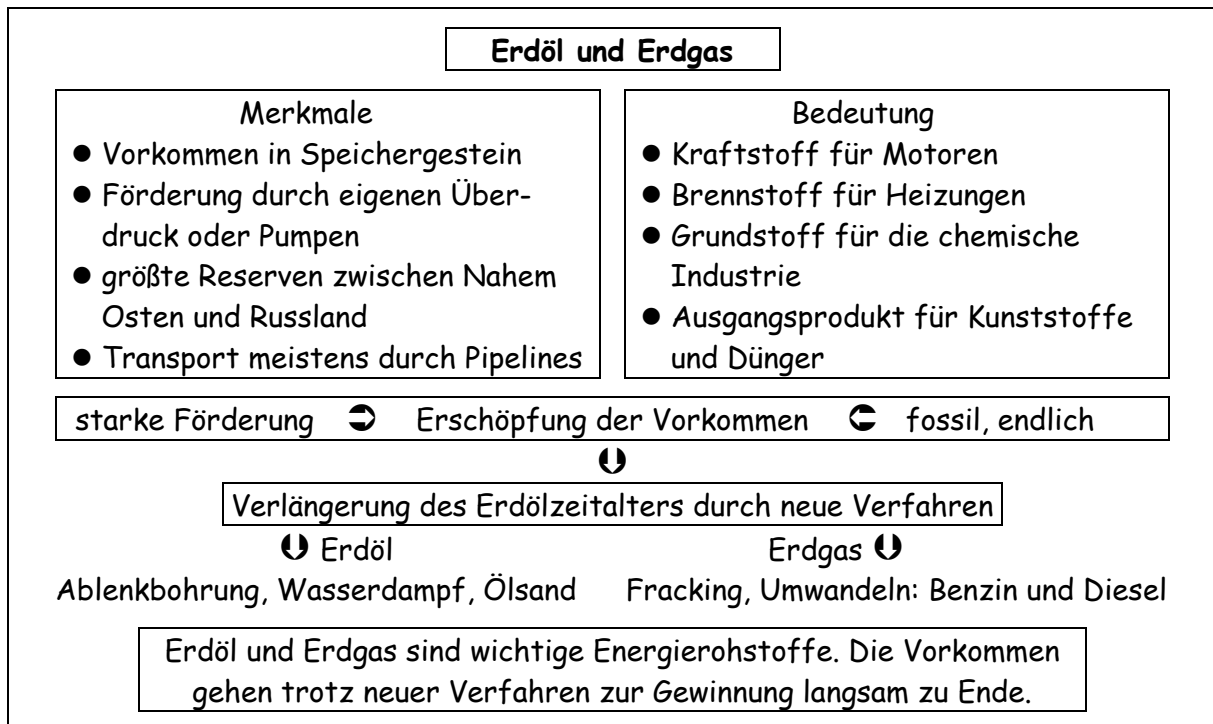 Erdöl und Erdgas
Merkmale
● Vorkommen in Speichergestein
● Förderung durch eigenen Über-
druck oder Pumpen
● größte Reserven zwischen Nahem
Osten und Russland
● Transport meistens durch Pipelines
Bedeutung
● Kraftstoff für Motoren
● Brennstoff für Heizungen
● Grundstoff für die chemische
Industrie
● Ausgangsprodukt für Kunststoffe
und Dünger
starke Förderung ➲ Erschöpfung der Vorkommen ⮊ fossil, endlich
Verlängerung des Erdölzeitalters durch neue Verfahren
Erdöl
Erdgas
Ablenkbohrung, Wasserdampf, Ölsand
Fracking, Umwandeln: Benzin und Diesel
Erdöl und Erdgas sind wichtige Energierohstoffe. Die Vorkommen
gehen trotz neuer Verfahren zur Gewinnung langsam zu Ende.